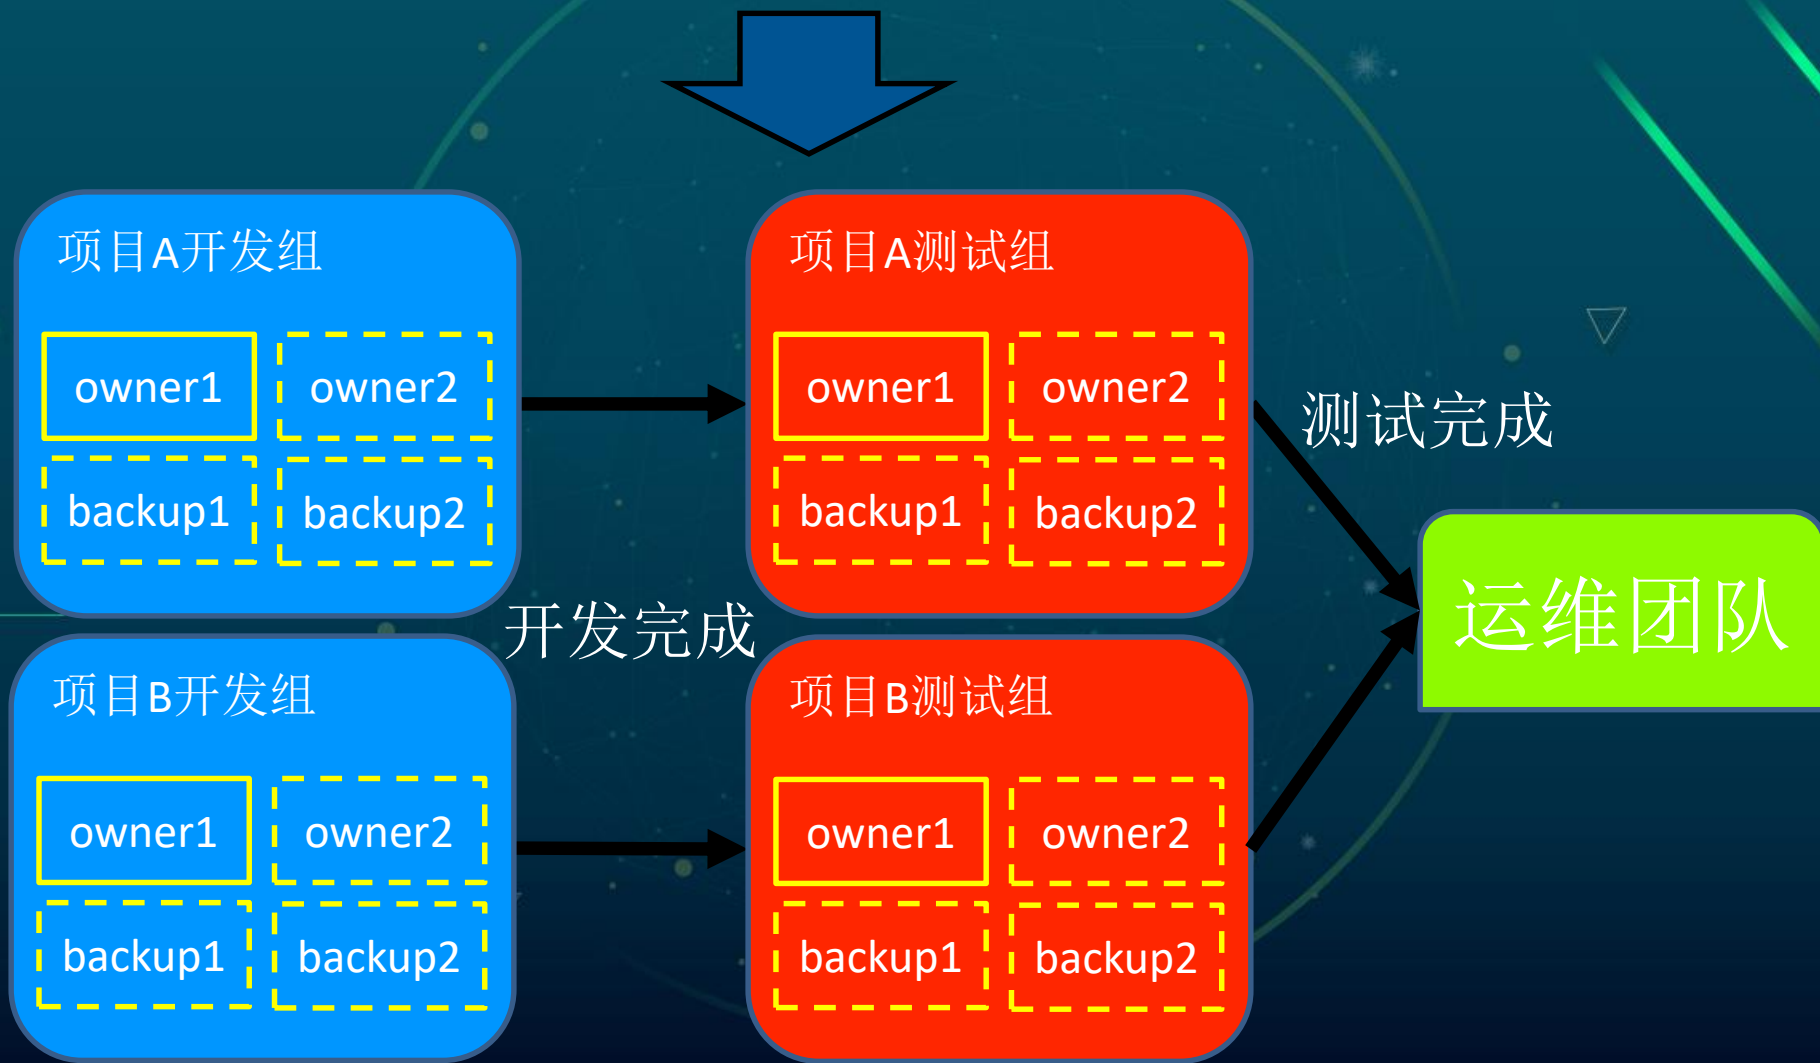 项目A开发组
owner1
owner2
backup1
backup2
项目A测试组
owner1
owner2
backup1
backup2
测试完成
开发完成
运维团队
项目B开发组
owner1
owner2
backup1
backup2
项目B测试组
owner1
owner2
backup1
backup2